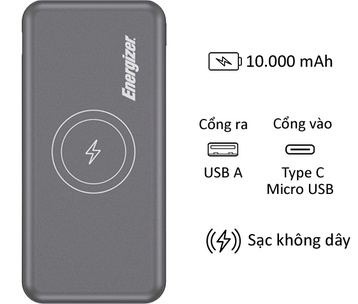 Energizer.
10.000 mAh
Cổng ra
USB A
Cổng vào
Type C
Micro USB
Sạc không dây